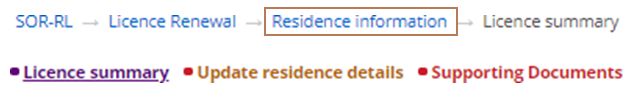 SOR-RL → Licence Renewal → Residence information → Licence summary
• Licence summary • Update residence details • Supporting Documents